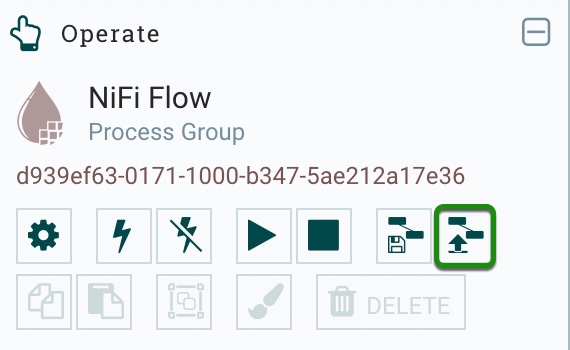 Operate
NiFi Flow
Process Group
d939ef63-0171-1000-b347-5ae212a17e36
DELETE